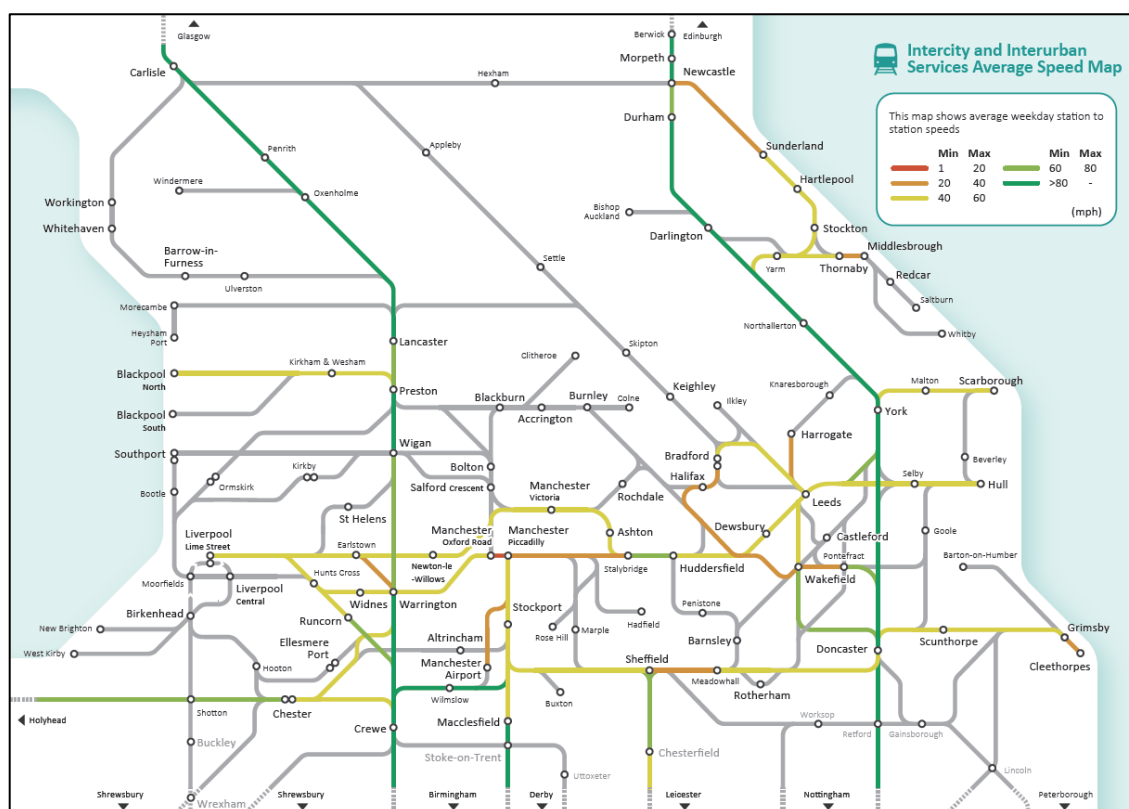 Glasgow
Berwick
Edinburgh
Intercity and Interurban
Services Average Speed Map
Carlisle
Morpeth
Hexham
Newcastle
This map shows average weekday station to
station speeds
Min Max Min Max
1 20 60 80
20 40 >80 -
40 60
(mph)
Durham
Penrith
Appleby
Sunderland
Windermere
Oxenholme
Hartlepool
Workington
Whitehaven
Bishop
Auckland
Darlington
Stockton
Barrow-in-
Furness
Ulverston
Settle
Yarm
Thornaby
Middlesbrough
Redcar
Saltburn
Morecambe
Heysham
Port
Northallerton
Whitby
Lancaster
Skipton
Kirkham & Wesham
Clitheroe
Blackpool
North
Preston
Keighley
Ilkley
Knaresborough
Malton
Scarborough
Blackpool
South
Blackburn
Accrington
Burnley
Colne
York
Harrogate
Southport
Wigan
Bolton
Bradford
Halifax
Beverley
Bootle
Ormskirk
Kirkby
Salford Crescent
Rochdale
Leeds
Selby
Hull
St Helens
Manchester
Victoria
Liverpool
Lime Street
Earlstown
Manchester
Oxford Road
Manchester
Piccadilly
Ashton
Dewsbury
Castleford
Goole
Newton-le
-Willows
Stalybridge
Huddersfield
Pontefract
Wakefield
Barton-on-Humber
Moorfields
Liverpool
Central
Hunts Cross
Widnes
Warrington
Birkenhead
Runcorn
Stockport
Rose Hill
Marple
Hadfield
Penistone
Barnsley
New Brighton
West Kirby
Ellesmere
Port
Altrincham
Scunthorpe
Grimsby
Cleethorpes
Hooton
Manchester
Airport
Sheffield
Meadowhall
Rotherham
Doncaster
Wilmslow
Buxton
Holyhead
Shotton
Chester
Crewe
Macclesfield
Worksop
Retford
Gainsborough
Buckley
Stoke-on-Trent
Chesterfield
Uttoxeter
Lincoln
Wrexham
Shrewsbury
Shrewsbury
Birmingham
Derby
Leicester
Nottingham
Peterborough